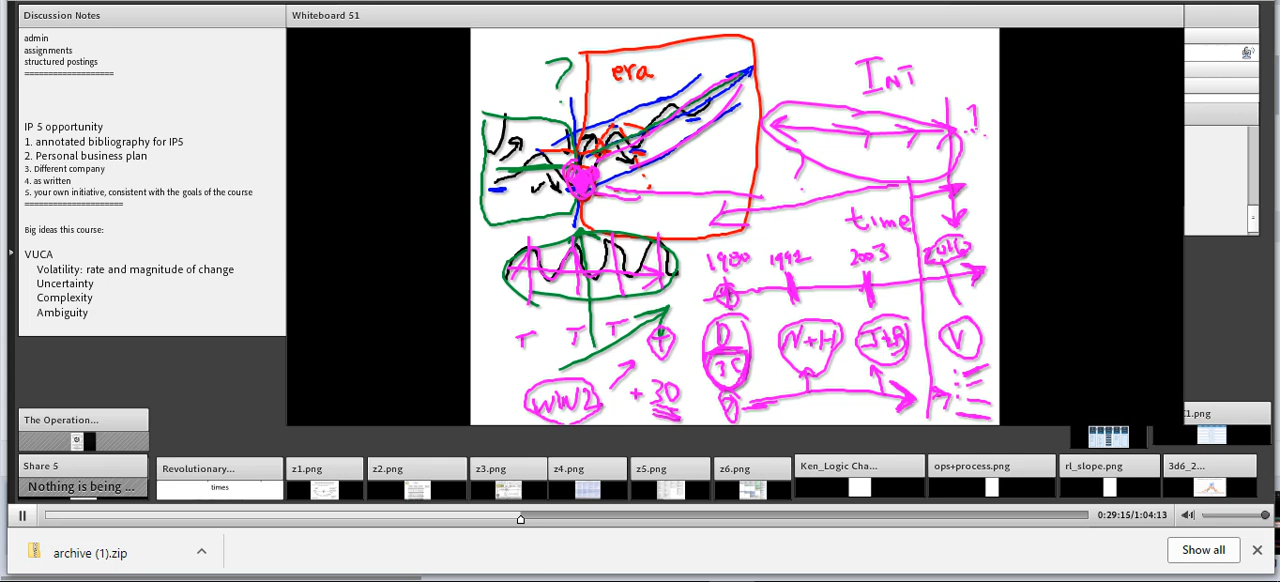 Discussion Notes
Whiteboard 51
admin
assignments
structured postings
====================
IP 5 opportunity
1. annotated bibliography for IP5
2. Personal business plan
3. Different company
4. as written
5. your own initiative, consistent with the goals of the course
======================
Big ideas this course:
VUCA
Volatility: rate and magnitude of change
Uncertainty
Complexity
Ambiguity
?
era
INT
?
time
1980
1992
2003
T T T
D
N+H
V
WW2
+ 30
The Operation...
1.png
Share 5
Nothing is being ...
Revolutionary...
times
z1.png
z2.png
z3.png
z4.png
z5.png
z6.png
Ken_Logic Cha...
ops+process.png
rl_slope.png
3d6_2...
0:29:15/1:04:13
archive (1).zip
Show all